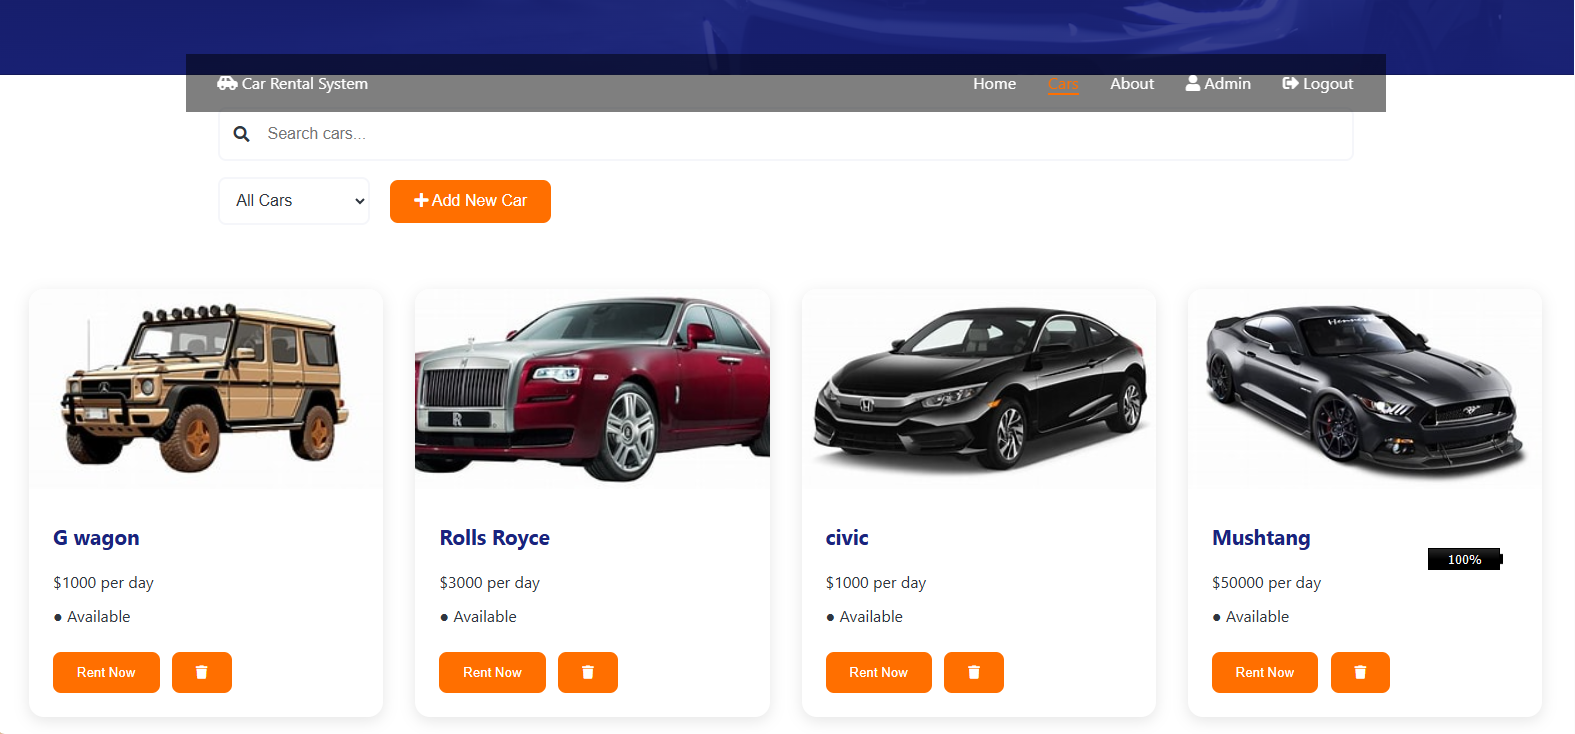 Car Rental System Home Cars About Admin Logout
Search cars...
All Cars Add New Car
Hennessey
G wagon
$1000 per day
● Available
Rent Now
Rolls Royce
$3000 per day
● Available
Rent Now
civic
$1000 per day
● Available
Rent Now
Mushtang
100%
$50000 per day
● Available
Rent Now